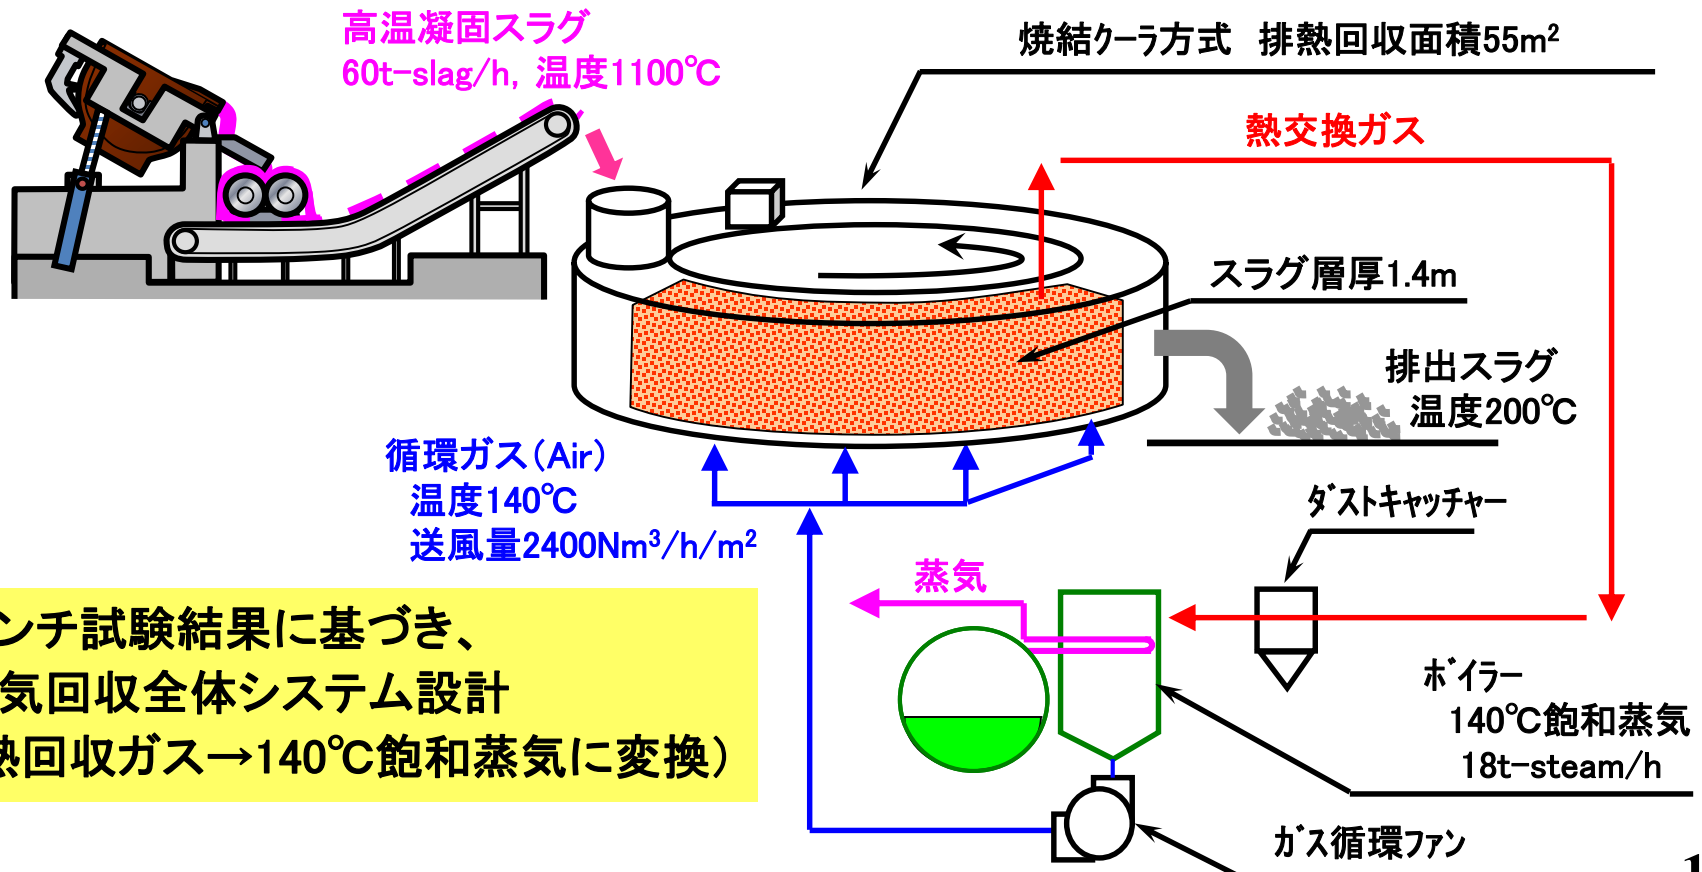 高温凝固スラグ
60t-slag/h, 温度1100℃
焼結クーラ方式 排熱回収面積55m²
熱交換ガス
スラグ層厚1.4m
排出スラグ
温度200℃
循環ガス(Air)
温度140℃
送風量2400Nm³/h/m²
ダストキャッチャー
蒸気
ンチ試験結果に基づき、
気回収全体システム設計
熱回収ガス→140℃飽和蒸気に変換)
ボイラー
140℃飽和蒸気
18t-steam/h
ガス循環ファン